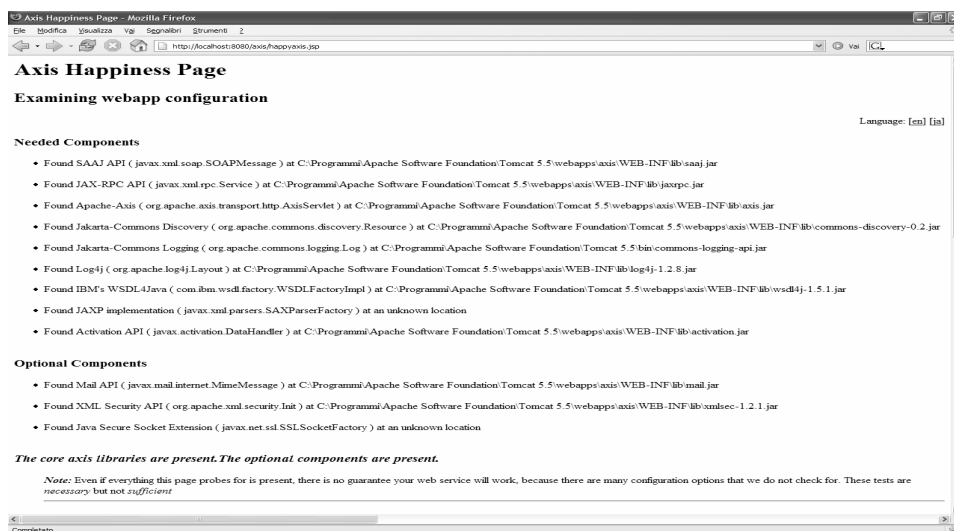 Axis Happiness Page - Mozilla Firefox
File Modifica Visualizza Vai Segnalibri Strumenti ?
http://localhost:8080/axis/happyaxis.jsp Vai
Axis Happiness Page
Examining webapp configuration
Language: [en] [ja]
Needed Components
• Found SAAJ API ( javax.xml.soap.SOAPMessage ) at C:\Programmi\Apache Software Foundation\Tomcat 5.5\webapps\axis\WEB-INF\lib\saaj.jar
• Found JAX-RPC API ( javax.xml.rpc.Service ) at C:\Programmi\Apache Software Foundation\Tomcat 5.5\webapps\axis\WEB-INF\lib\jaxrpc.jar
• Found Apache-Axis ( org.apache.axis.transport.http.AxisServlet ) at C:\Programmi\Apache Software Foundation\Tomcat 5.5\webapps\axis\WEB-INF\lib\axis.jar
• Found Jakarta-Commons Discovery ( org.apache.commons.discovery.Resource ) at C:\Programmi\Apache Software Foundation\Tomcat 5.5\webapps\axis\WEB-INF\lib\commons-discovery-0.2.jar
• Found Jakarta-Commons Logging ( org.apache.commons.logging.Log ) at C:\Programmi\Apache Software Foundation\Tomcat 5.5\bin\commons-logging-api.jar
• Found Log4j ( org.apache.log4j.Layout ) at C:\Programmi\Apache Software Foundation\Tomcat 5.5\webapps\axis\WEB-INF\lib\log4j-1.2.8.jar
• Found IBM's WSDL4Java ( com.ibm.wsdl.factory.WSDLFactoryImpl ) at C:\Programmi\Apache Software Foundation\Tomcat 5.5\webapps\axis\WEB-INF\lib\wsdl4j-1.5.1.jar
• Found JAXP implementation ( javax.xml.parsers.SAXParserFactory ) at an unknown location
• Found Activation API ( javax.activation.DataHandler ) at C:\Programmi\Apache Software Foundation\Tomcat 5.5\webapps\axis\WEB-INF\lib\activation.jar
Optional Components
• Found Mail API ( javax.mail.internet.MimeMessage ) at C:\Programmi\Apache Software Foundation\Tomcat 5.5\webapps\axis\WEB-INF\lib\mail.jar
• Found XML Security API ( org.apache.xml.security.Init ) at C:\Programmi\Apache Software Foundation\Tomcat 5.5\webapps\axis\WEB-INF\lib\xmlsec-1.2.1.jar
• Found Java Secure Socket Extension ( javax.net.ssl.SSLSocketFactory ) at an unknown location
The core axis libraries are present.The optional components are present.
Note: Even if everything this page probes for is present, there is no guarantee your web service will work, because there are many configuration options that we do not check for. These tests are
necessary but not sufficient
Completato